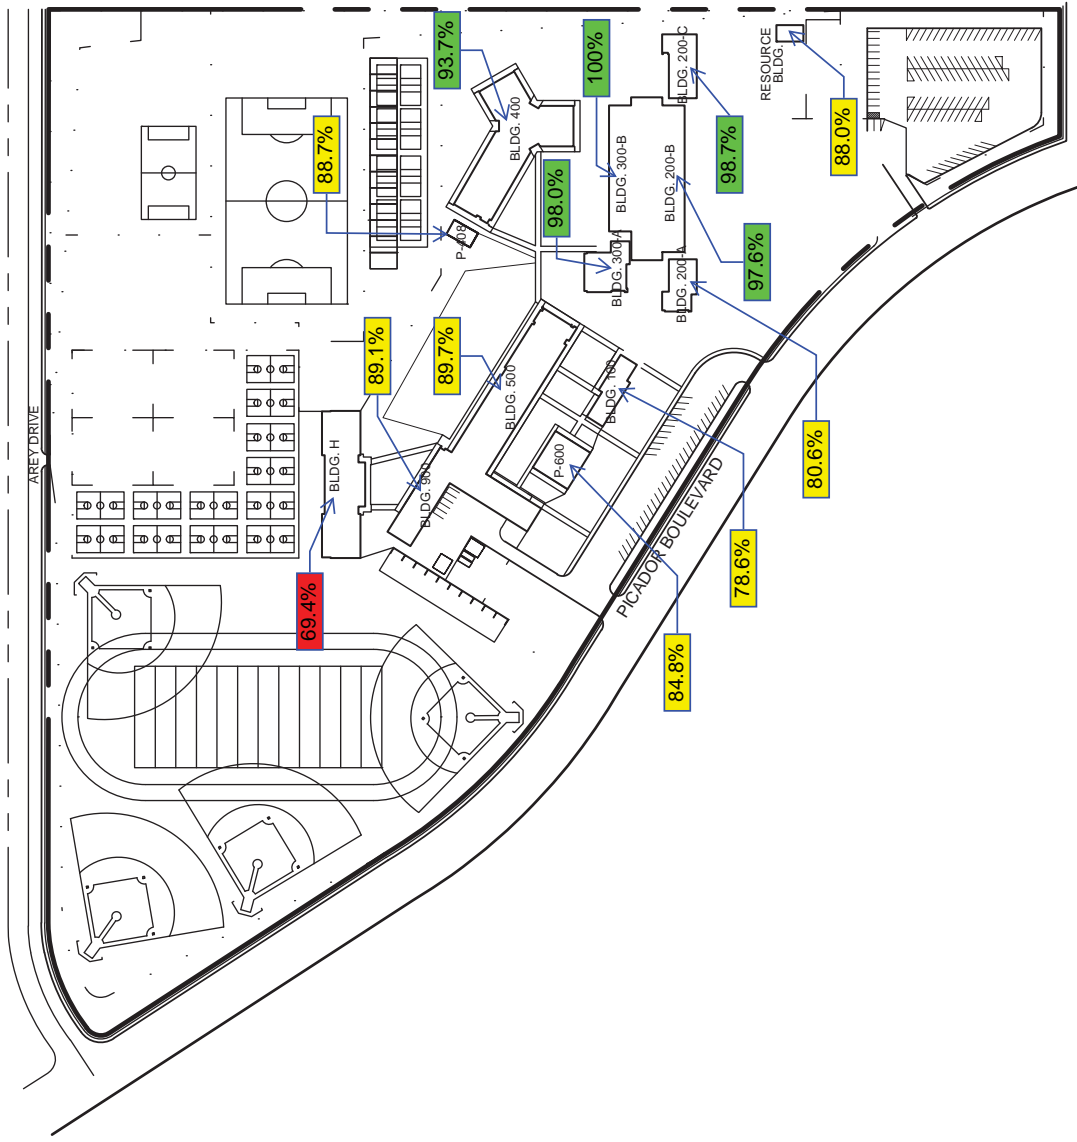 AREY DRIVE
93.7%
100%
BLDG. 200-C
RESOURCE
BLDG.
88.7%
BLDG. 400
BLDG. 300-B
BLDG. 200-B
98.7%
88.0%
98.0%
P-408
BLDG. 300-A
BLDG. 200-A
97.6%
89.1%
89.7%
BLDG. 500
BLDG. 100
80.6%
BLDG. H
BLDG. 900
P-600
PICADOR BOULEVARD
69.4%
78.6%
84.8%